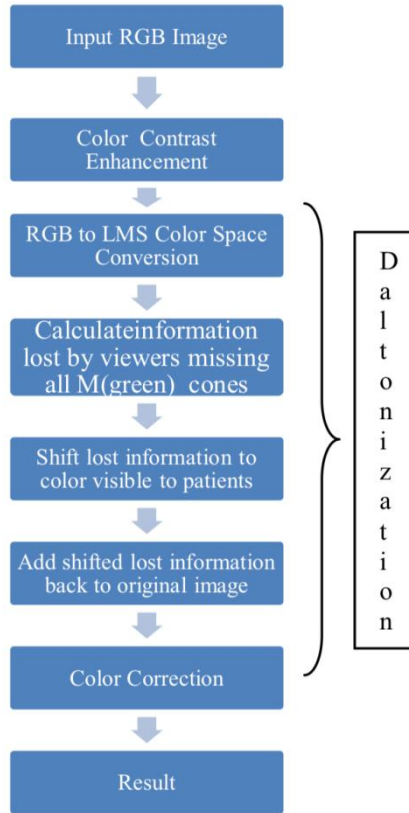 Input RGB Image
Color Contrast
Enhancement
RGB to LMS Color Space
Conversion
Calculateinformation
lost by viewers missing
all M(green) cones
Shift lost information to
color visible to patients
Add shifted lost information
back to original image
Color Correction
Result
D
a
l
t
o
n
i
z
a
t
i
o
n